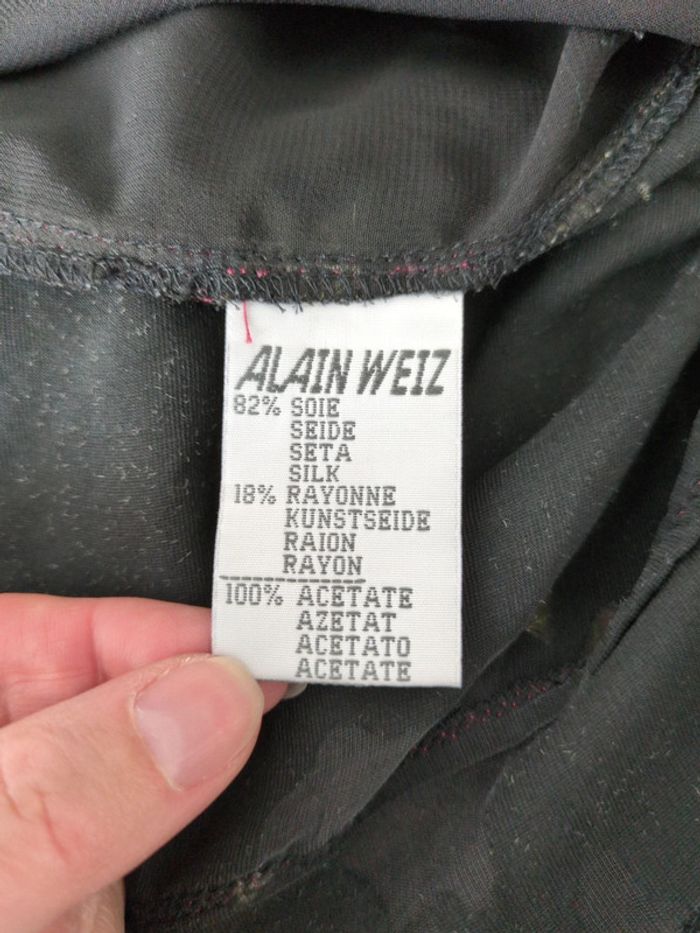 ALAIN WEIZ
82% SOIE
SEIDE
SETA
SILK
18% RAYONNE
KUNSTSEIDE
RAION
RAYON
100% ACETATE
AZETAT
ACETATO
ACETATE